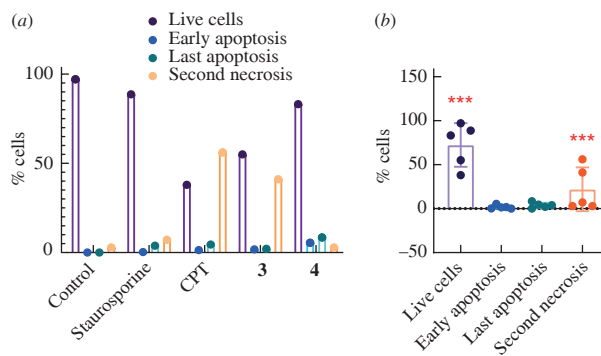 (a)
Live cells
Early apoptosis
Last apoptosis
Second necrosis
100
50
0
% cells
Control
Staurosporine
CPT
3
4
(b)
150
100
50
0
–50
% cells
***
***
Live cells
Early apoptosis
Last apoptosis
Second necrosis